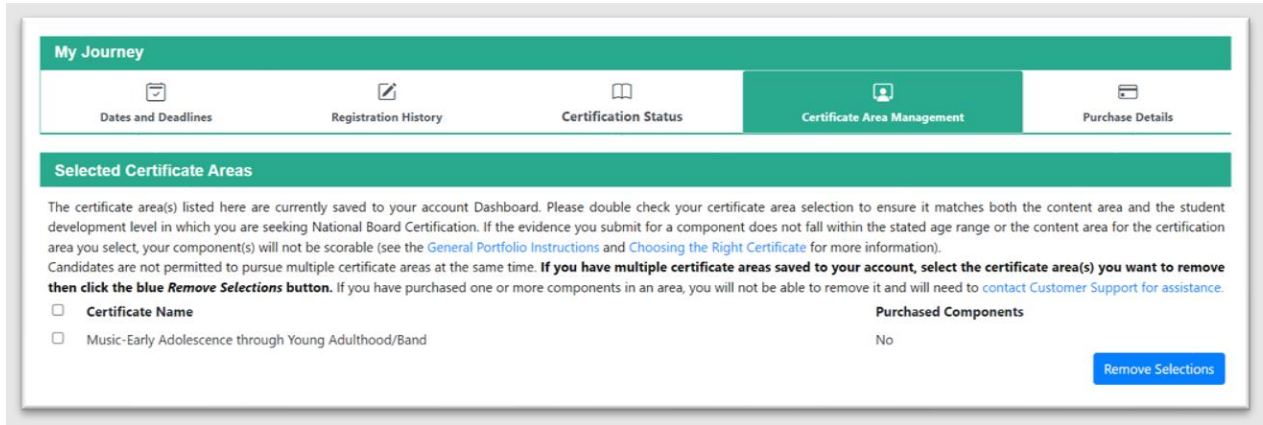 My Journey
Dates and Deadlines
Registration History
Certification Status
Certificate Area Management
Purchase Details
Selected Certificate Areas
The certificate area(s) listed here are currently saved to your account Dashboard. Please double check your certificate area selection to ensure it matches both the content area and the student
development level in which you are seeking National Board Certification. If the evidence you submit for a component does not fall within the stated age range or the content area for the certification
area you select, your component(s) will not be scorable (see the General Portfolio Instructions and Choosing the Right Certificate for more information).
Candidates are not permitted to pursue multiple certificate areas at the same time. If you have multiple certificate areas saved to your account, select the certificate area(s) you want to remove
then click the blue Remove Selections button. If you have purchased one or more components in an area, you will not be able to remove it and will need to contact Customer Support for assistance.
Certificate Name Purchased Components
Music-Early Adolescence through Young Adulthood/Band No
Remove Selections